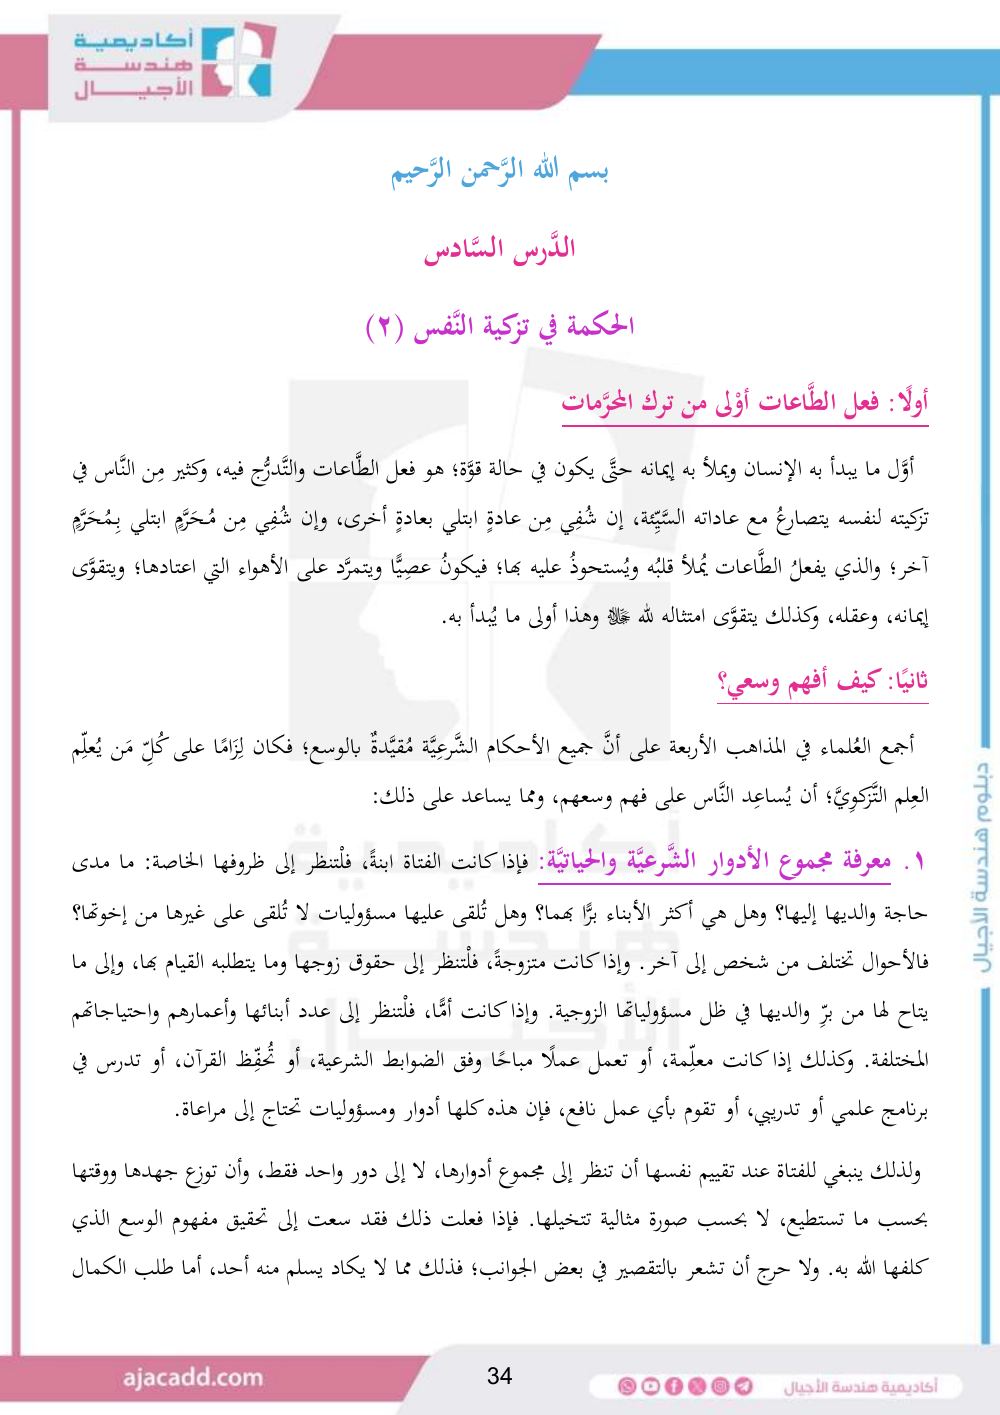 أكاديمية
هندسة
الأجيال
بسم الله الرَّحمن الرَّحيم
الدَّرس السَّادس
الحكمة في تزكية النَّفس (٢)
أولًا: فعل الطَّاعات أوْلى من ترك المحرَّمات
أوَّل ما يبدأ به الإنسان ويملأ به إيمانه حتَّى يكون في حالة قوَّة؛ هو فعل الطَّاعات والتَّدرُّج فيه، وكثير مِن النَّاس في
تزكيته لنفسه يتصارعُ مع عاداته السَّيِّئة، إن شُفِي مِن عادةٍ ابتلي بعادةٍ أخرى، وإن شُفِي مِن مُحَرَّمٍ ابتلي بِمُحَرَّمٍ
آخر؛ والذي يفعلُ الطَّاعات يُملأ قلبُه ويُستحوذُ عليه بها؛ فيكونُ عصِيًّا ويتمرَّد على الأهواء التي اعتادها؛ ويتقوَّى
إيمانه، وعقله، وكذلك يتقوَّى امتثاله لله ﷻ وهذا أولى ما يُبدأ به.
ثانيًا: كيف أفهم وسعي؟
أجمع العُلماء في المذاهب الأربعة على أنَّ جميع الأحكام الشَّرعِيَّة مُقيَّدةٌ بالوسع؛ فكان لِزَامًا على كُلِّ مَن يُعلِّم
العِلم التَّزكوِيَّ؛ أن يُساعِد النَّاس على فهم وسعهم، ومما يساعد على ذلك:
١. معرفة مجموع الأدوار الشَّرعيَّة والحياتيَّة: فإذا كانت الفتاة ابنةً، فلْتنظر إلى ظروفها الخاصة: ما مدى
حاجة والديها إليها؟ وهل هي أكثر الأبناء برًّا بهما؟ وهل تُلقى عليها مسؤوليات لا تُلقى على غيرها من إخوتها؟
فالأحوال تختلف من شخص إلى آخر. وإذا كانت متزوجةً، فلْتنظر إلى حقوق زوجها وما يتطلبه القيام بها، وإلى ما
يتاح لها من برِّ والديها في ظل مسؤولياتها الزوجية. وإذا كانت أمًّا، فلْتنظر إلى عدد أبنائها وأعمارهم واحتياجاتهم
المختلفة. وكذلك إذا كانت معلِّمة، أو تعمل عملًا مباحًا وفق الضوابط الشرعية، أو تُحفِّظ القرآن، أو تدرس في
برنامج علمي أو تدريبي، أو تقوم بأي عمل نافع، فإن هذه كلها أدوار ومسؤوليات تحتاج إلى مراعاة.
ولذلك ينبغي للفتاة عند تقييم نفسها أن تنظر إلى مجموع أدوارها، لا إلى دور واحد فقط، وأن توزع جهدها ووقتها
بحسب ما تستطيع، لا بحسب صورة مثالية تتخيلها. فإذا فعلت ذلك فقد سعت إلى تحقيق مفهوم الوسع الذي
كلفها الله به. ولا حرج أن تشعر بالتقصير في بعض الجوانب؛ فذلك مما لا يكاد يسلم منه أحد، أما طلب الكمال
دبلوم هندسة الأجيال
أكاديمية هندسة الأجيال
34
ajacadd.com